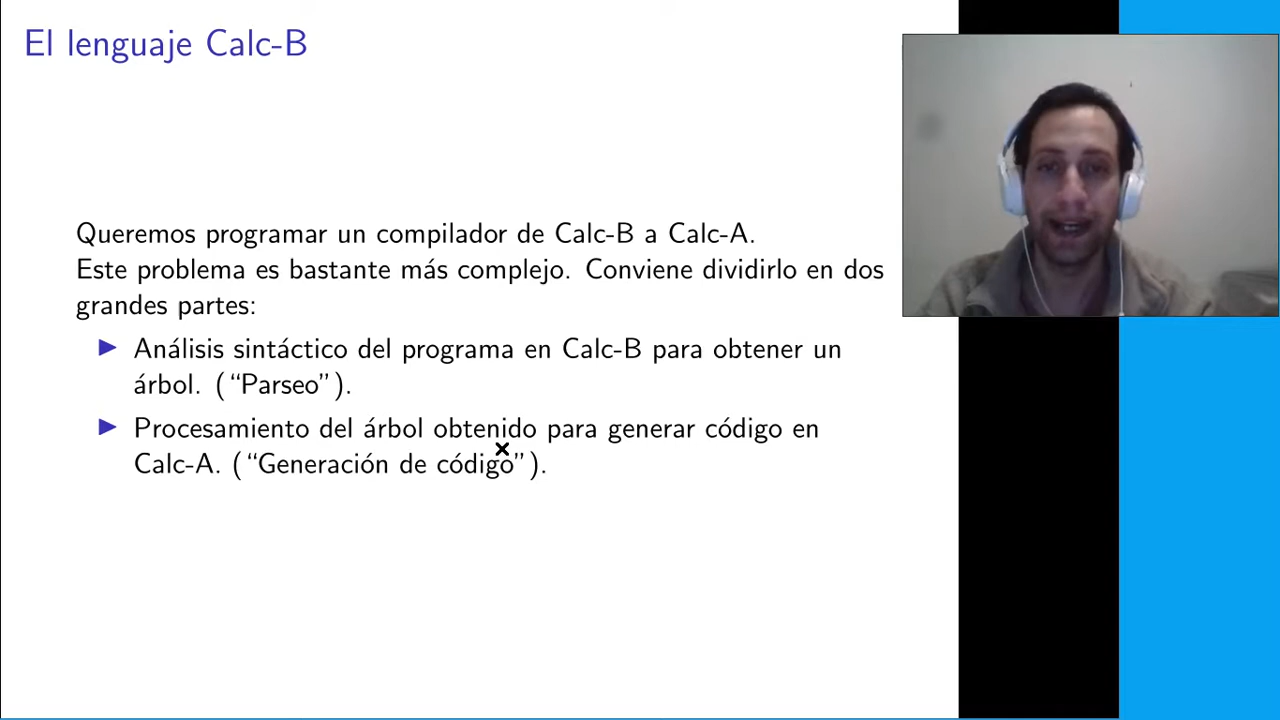 El lenguaje Calc-B
Queremos programar un compilador de Calc-B a Calc-A.
Este problema es bastante más complejo. Conviene dividirlo en dos
grandes partes:
▶ Análisis sintáctico del programa en Calc-B para obtener un
árbol. (“Parseo”).
▶ Procesamiento del árbol obtenido para generar código en
Calc-A. (“Generación de código”).